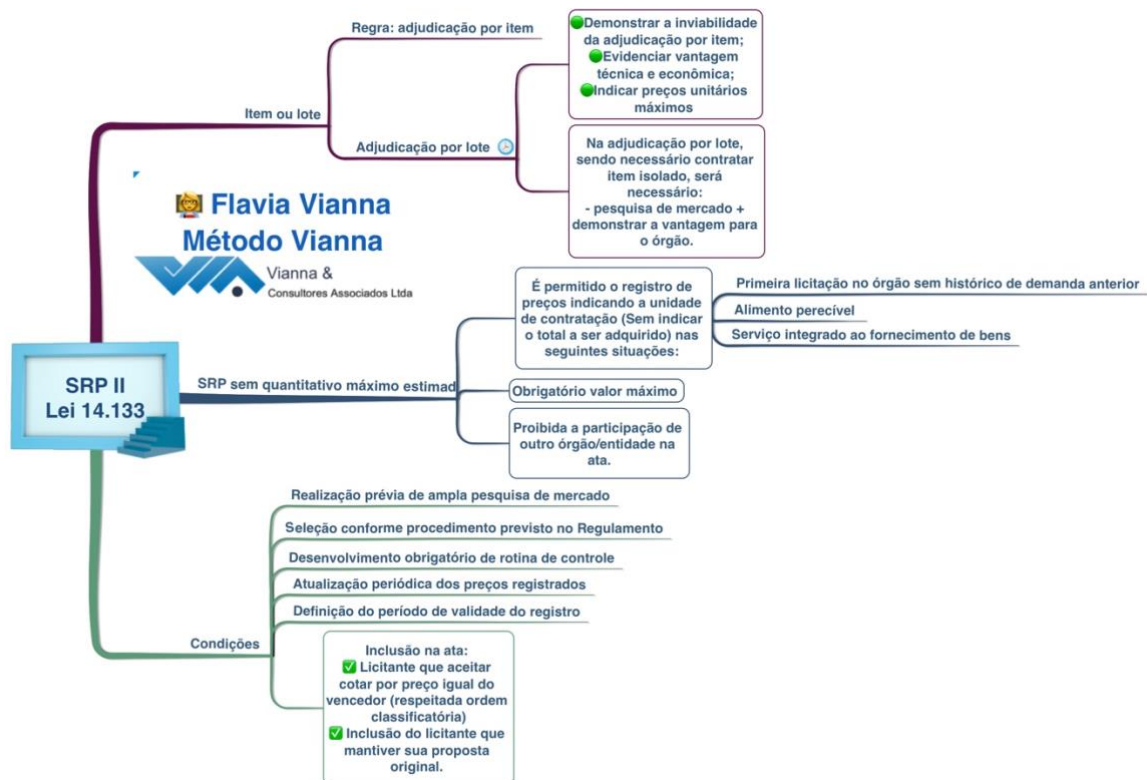 Regra: adjudicação por item
🟢Demonstrar a inviabilidade
da adjudicação por item;
🟢Evidenciar vantagem
técnica e econômica;
🟢Indicar preços unitários
máximos
Item ou lote
Adjudicação por lote
Na adjudicação por lote,
sendo necessário contratar
item isolado, será
necessário:
- pesquisa de mercado +
demonstrar a vantagem para
o órgão.
Flavia Vianna
Método Vianna
VIA
Vianna &
Consultores Associados Ltda
SRP II
Lei 14.133
SRP sem quantitativo máximo estimad
É permitido o registro de
preços indicando a unidade
de contratação (Sem indicar
o total a ser adquirido) nas
seguintes situações:
Primeira licitação no órgão sem histórico de demanda anterior
Alimento perecível
Serviço integrado ao fornecimento de bens
Obrigatório valor máximo
Proibida a participação de
outro órgão/entidade na
ata.
Condições
Realização prévia de ampla pesquisa de mercado
Seleção conforme procedimento previsto no Regulamento
Desenvolvimento obrigatório de rotina de controle
Atualização periódica dos preços registrados
Definição do período de validade do registro
Inclusão na ata:
✅ Licitante que aceitar
cotar por preço igual do
vencedor (respeitada ordem
classificatória)
✅ Inclusão do licitante que
mantiver sua proposta
original.